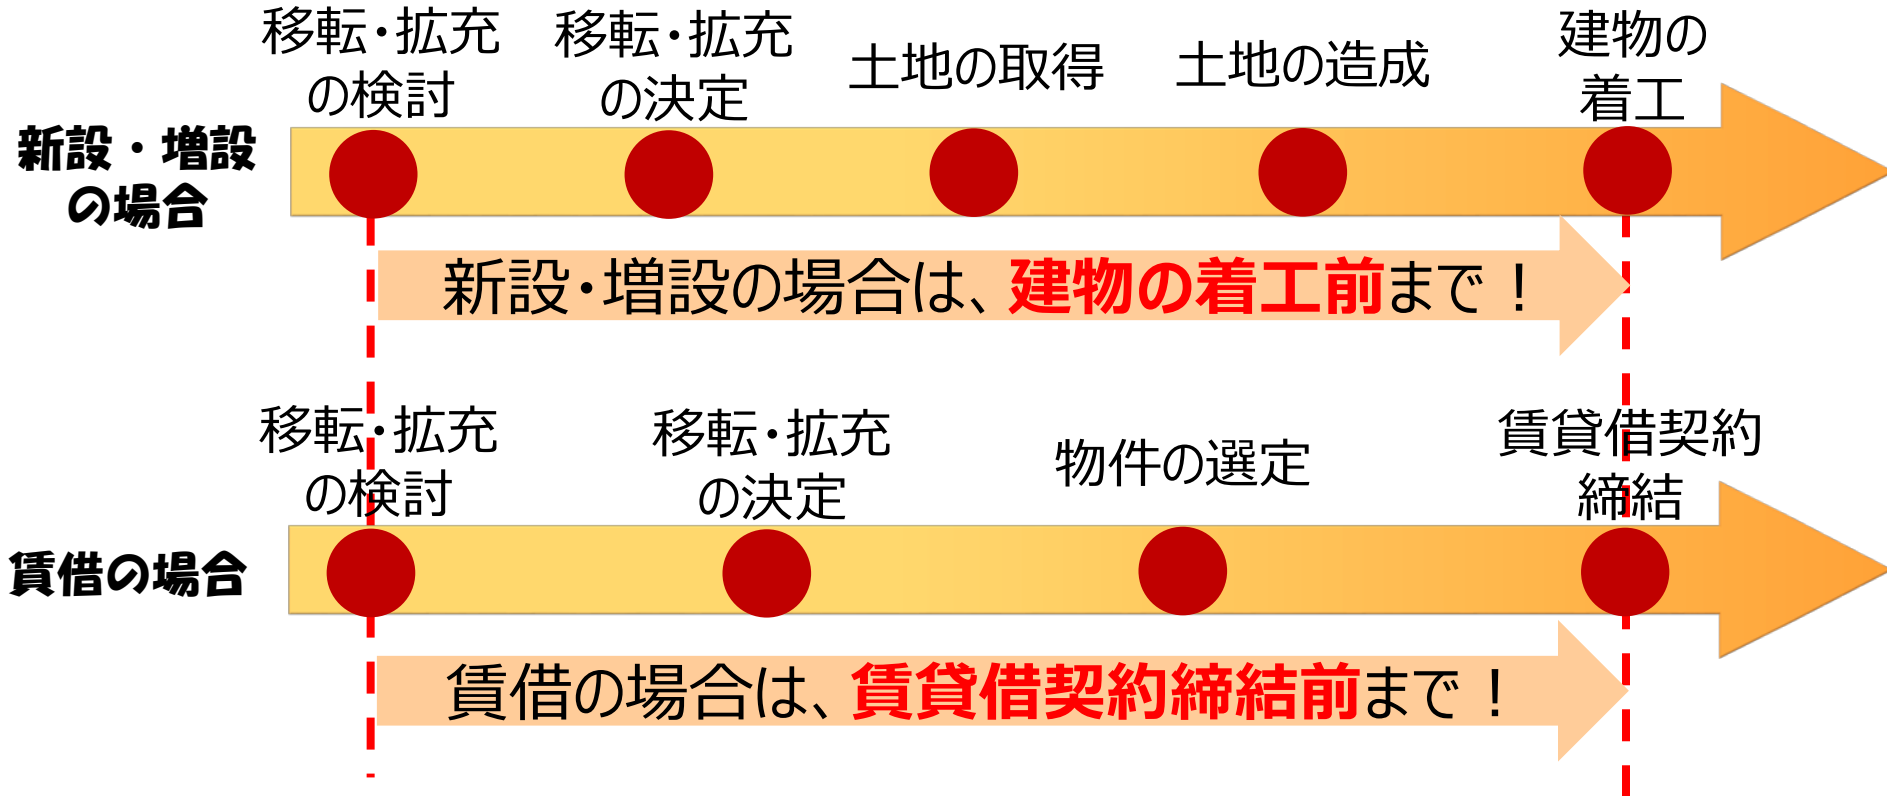 移転・拡充
の検討
移転・拡充
の決定
土地の取得
土地の造成
建物の
着工
新設・増設
の場合
新設・増設の場合は、建物の着工前まで！
移転・拡充
の検討
移転・拡充
の決定
物件の選定
賃貸借契約
締結
賃借の場合
賃借の場合は、賃貸借契約締結前まで！